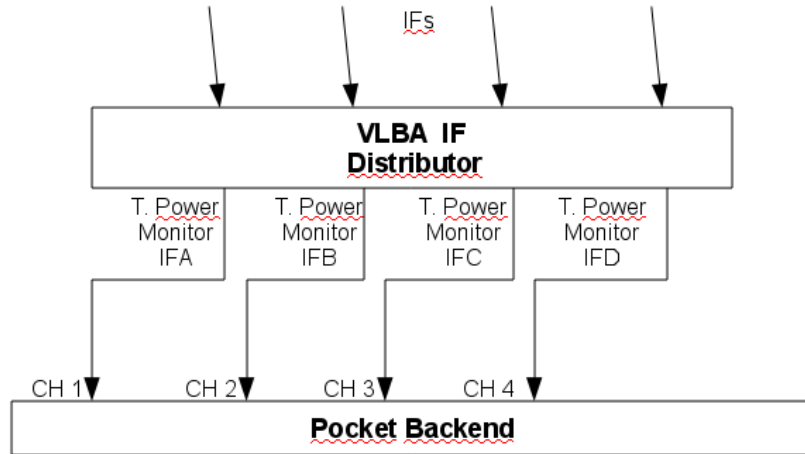 IFs
VLBA IF
Distributor
T. Power
Monitor
IFA
T. Power
Monitor
IFB
T. Power
Monitor
IFC
T. Power
Monitor
IFD
CH 1
CH 2
CH 3
CH 4
Pocket Backend